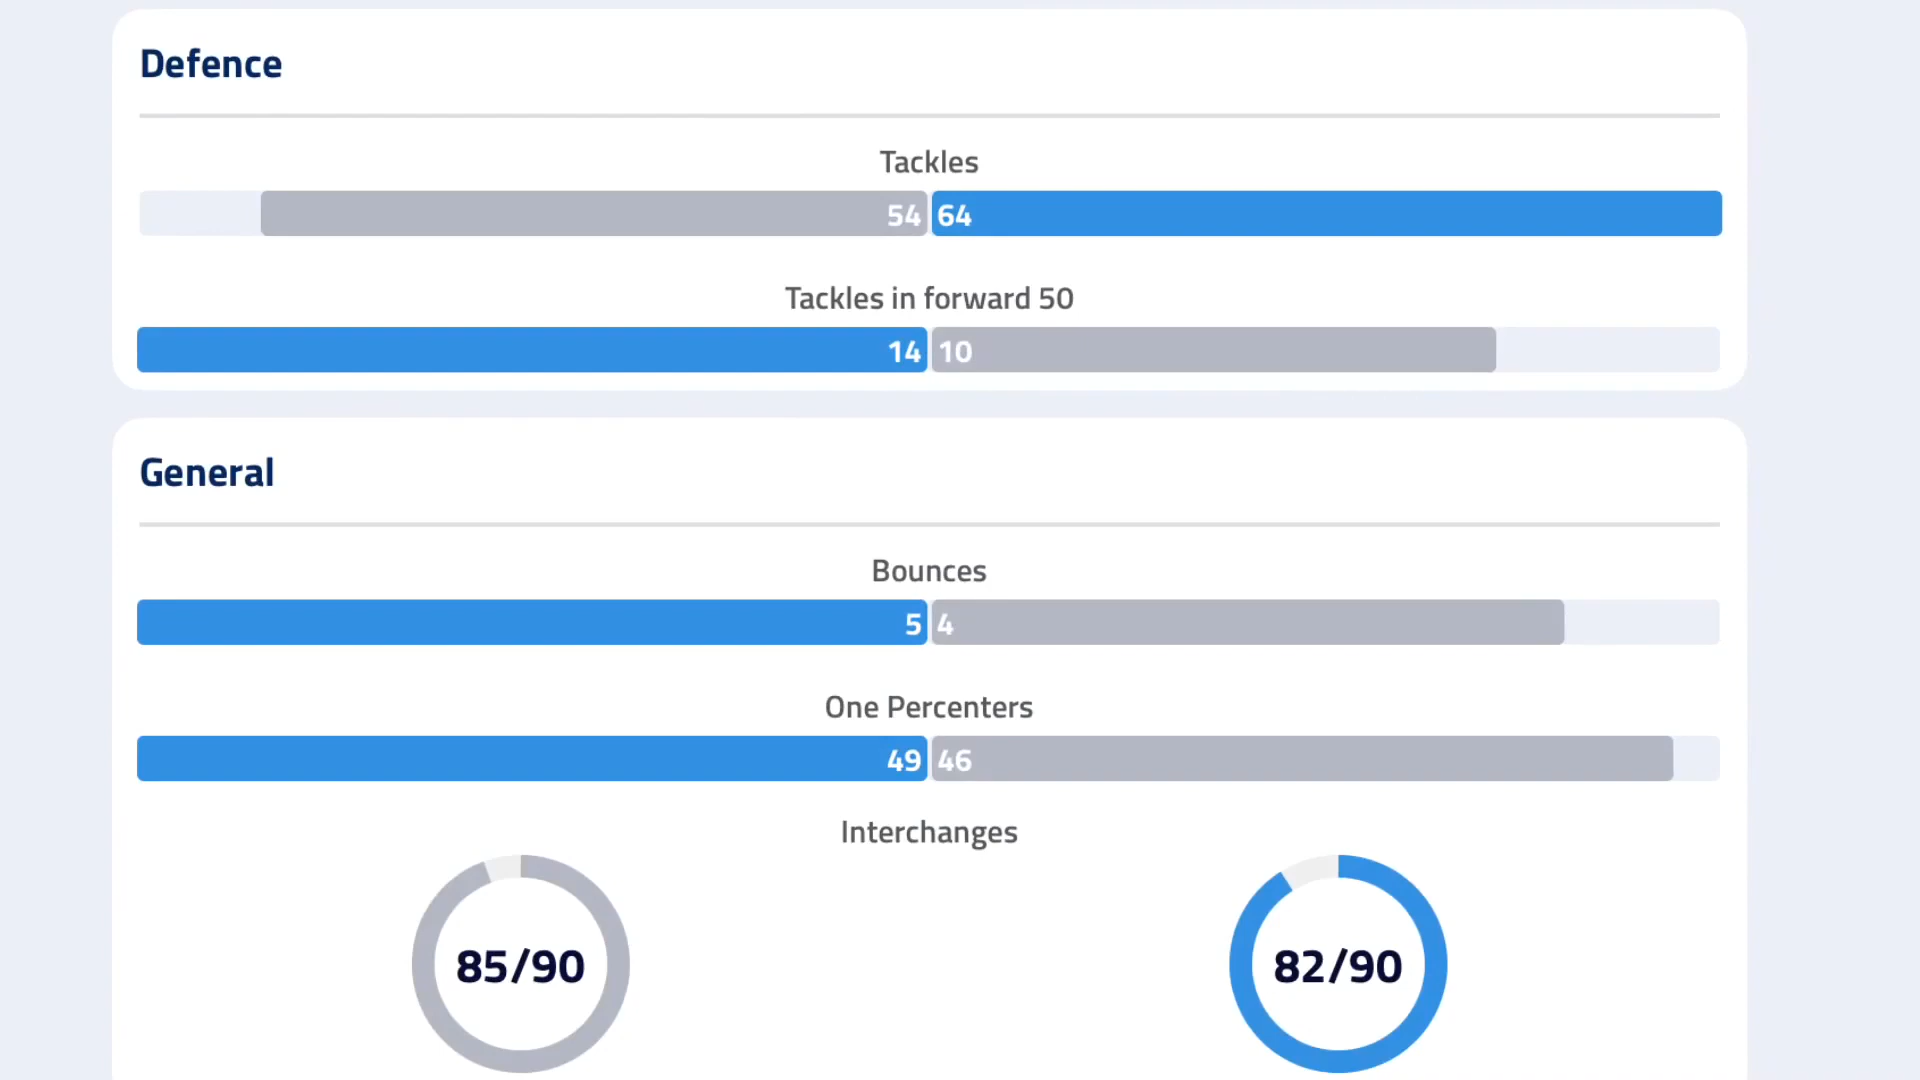 Defence
Tackles
54 64
Tackles in forward 50
14 10
General
Bounces
5 4
One Percenters
49 46
Interchanges
85/90 82/90